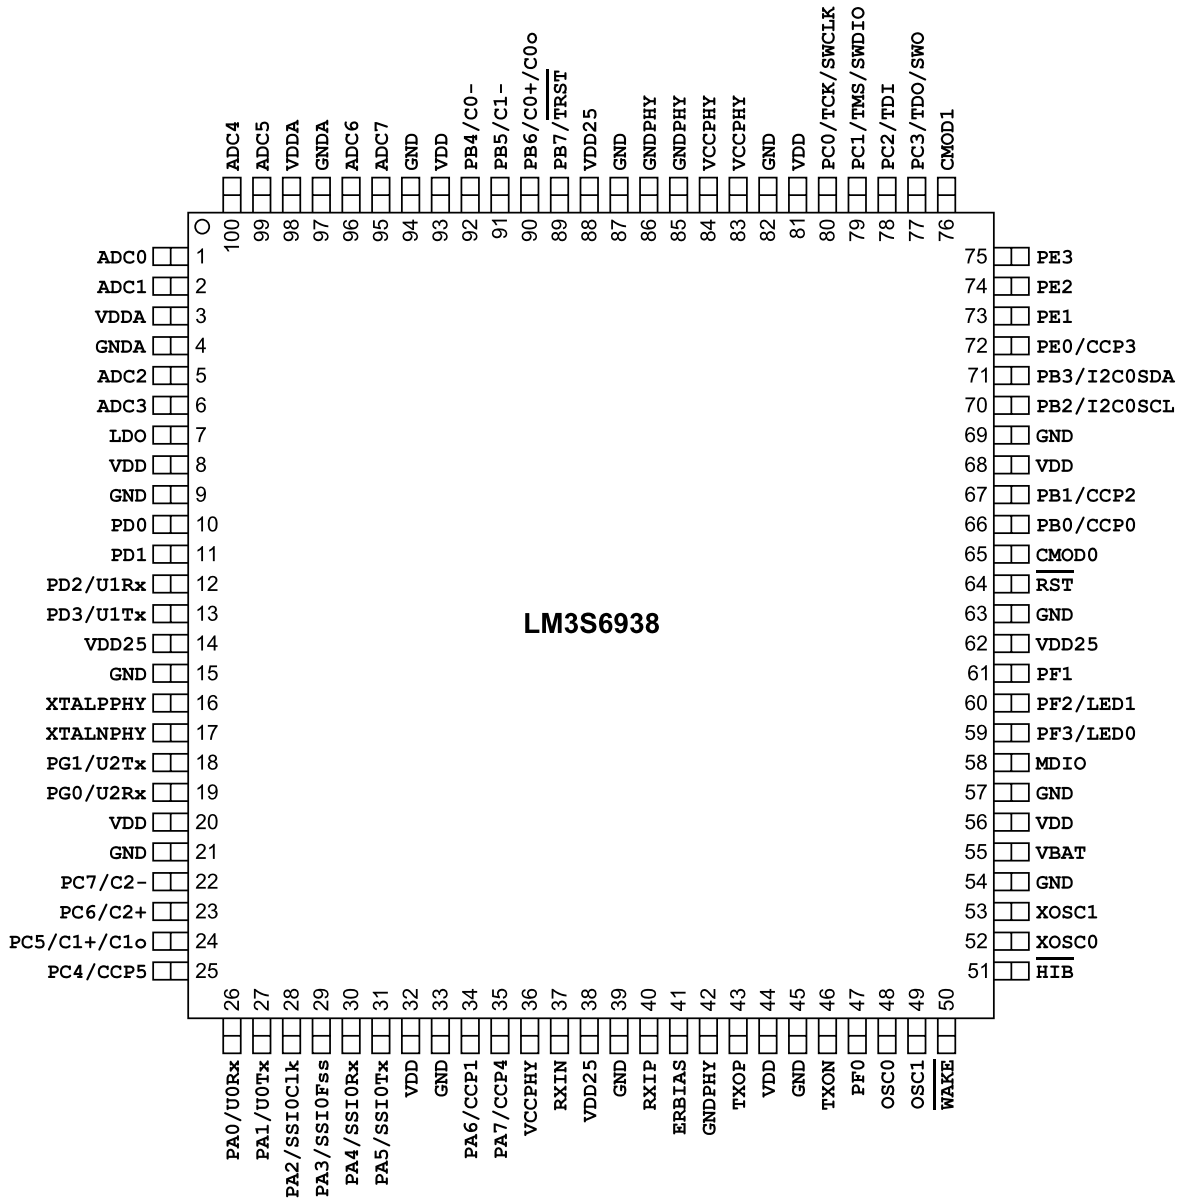 ADC4 ADC5 VDDA GNDA ADC6 ADC7 GND VDD PB4/C0- PB5/C1- PB6/C0+/C0o PB7/TRST VDD25 GND GNDPHY GNDPHY VCCPHY VCCPHY GND VDD PC0/TCK/SWCLK PC1/TMS/SWDIO PC2/TDI PC3/TDO/SWO CMOD1
100 99 98 97 96 95 94 93 92 91 90 89 88 87 86 85 84 83 82 81 80 79 78 77 76
ADC0 1 75 PE3
ADC1 2 74 PE2
VDDA 3 73 PE1
GNDA 4 72 PE0/CCP3
ADC2 5 71 PB3/I2C0SDA
ADC3 6 70 PB2/I2C0SCL
LDO 7 69 GND
VDD 8 68 VDD
GND 9 67 PB1/CCP2
PD0 10 66 PB0/CCP0
PD1 11 65 CMOD0
PD2/U1Rx 12 64 RST
PD3/U1Tx 13 63 GND
LM3S6938
VDD25 14 62 VDD25
GND 15 61 PF1
XTALPPHY 16 60 PF2/LED1
XTALNPHY 17 59 PF3/LED0
PG1/U2Tx 18 58 MDIO
PG0/U2Rx 19 57 GND
VDD 20 56 VDD
GND 21 55 VBAT
PC7/C2- 22 54 GND
PC6/C2+ 23 53 XOSC1
PC5/C1+/C1o 24 52 XOSC0
PC4/CCP5 25 51 HIB
26 27 28 29 30 31 32 33 34 35 36 37 38 39 40 41 42 43 44 45 46 47 48 49 50
PA0/U0Rx PA1/U0Tx PA2/SSI0Clk PA3/SSI0Fss PA4/SSI0Rx PA5/SSI0Tx VDD GND PA6/CCP1 PA7/CCP4 VCCPHY RXIN VDD25 GND RXIP ERBIAS GNDPHY TXOP VDD GND TXON PF0 OSC0 OSC1 WAKE